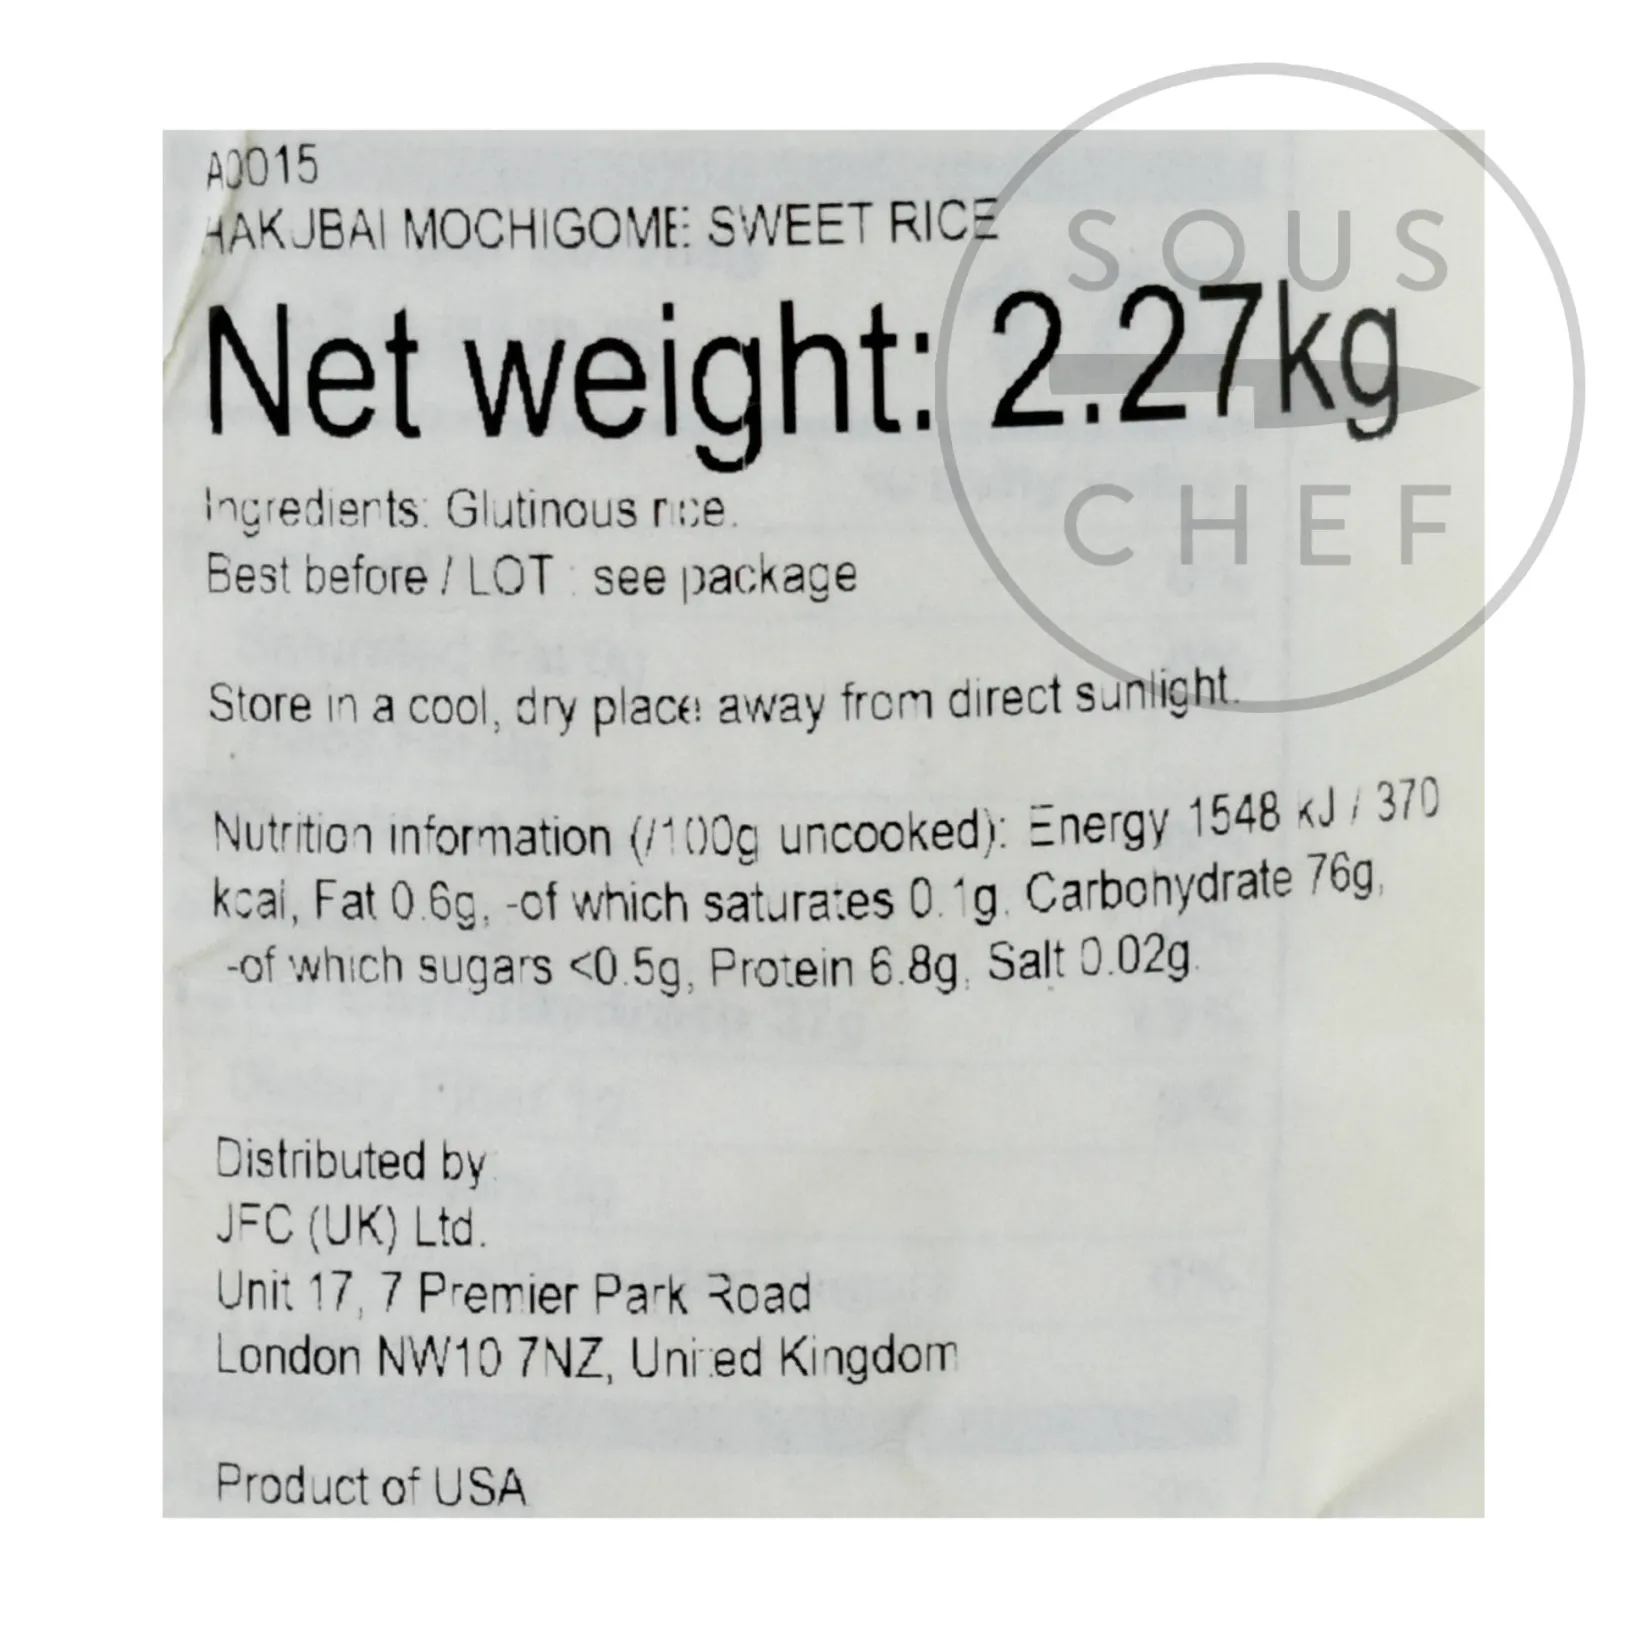 A0015
HAKUBAI MOCHIGOME SWEET RICE
Net weight: 2.27kg
Ingredients: Glutinous rice.
Best before / LOT : see package
Store in a cool, dry place away from direct sunlight.
Nutrition information (/100g uncooked): Energy 1548 kJ / 370
kcal, Fat 0.6g, -of which saturates 0.1g, Carbohydrate 76g,
-of which sugars <0.5g, Protein 6.8g, Salt 0.02g.
Distributed by
JFC (UK) Ltd.
Unit 17, 7 Premier Park Road
London NW10 7NZ, United Kingdom
Product of USA
SOUS
CHEF